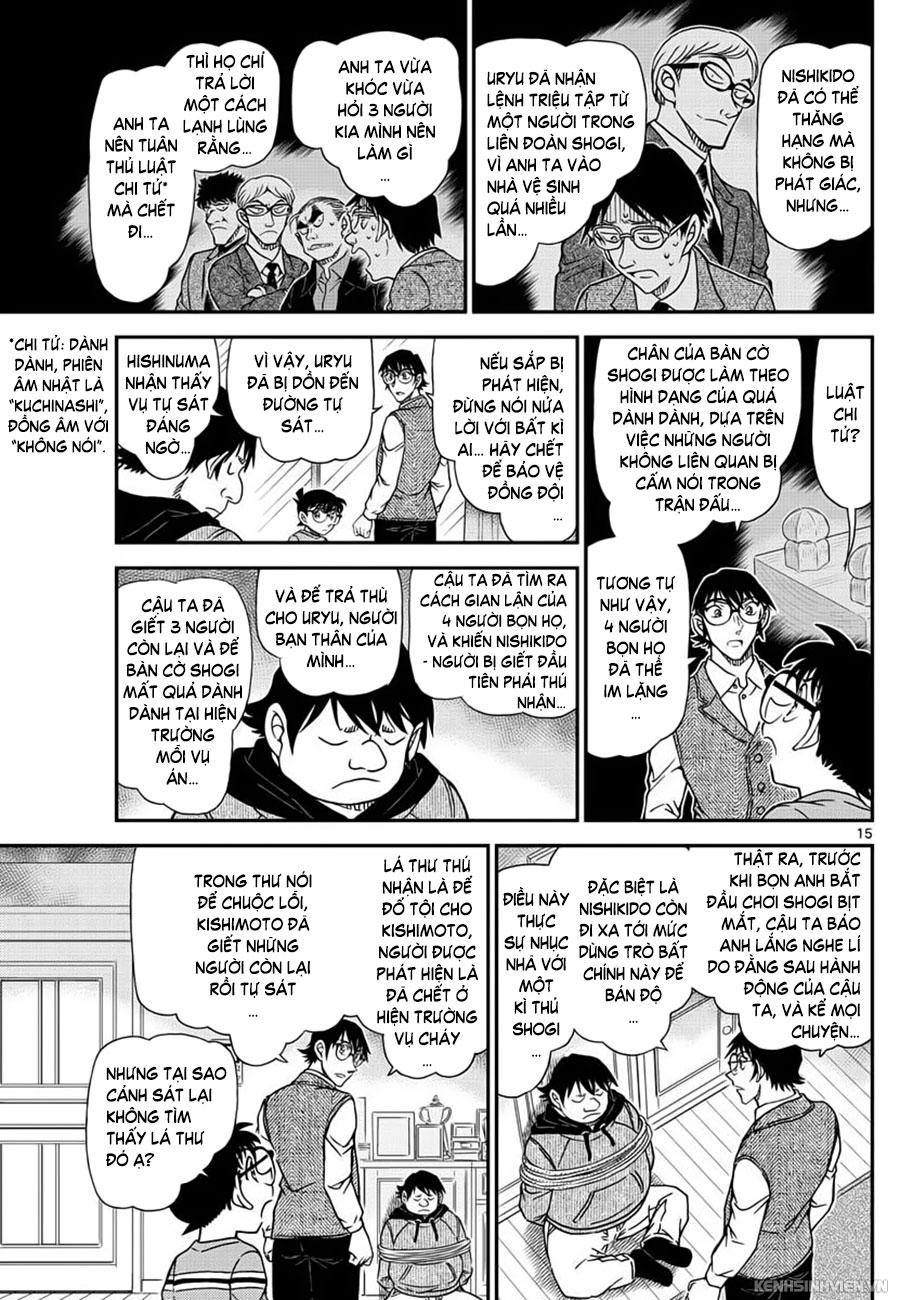 NISHIKIDO
ĐÃ CÓ THỂ
THĂNG
HẠNG MÀ
KHÔNG BỊ
PHÁT GIÁC,
NHƯNG...
URYU ĐÃ NHẬN
LỆNH TRIỆU TẬP TỪ
MỘT NGƯỜI TRONG
LIÊN ĐOÀN SHOGI,
VÌ ANH TA VÀO
NHÀ VỆ SINH
QUÁ NHIỀU
LẦN...
ANH TA VỪA
KHÓC VỪA
HỎI 3 NGƯỜI
KIA MÌNH NÊN
LÀM GÌ
...
THÌ HỌ CHỈ
TRẢ LỜI
MỘT CÁCH
LẠNH LÙNG
RẰNG...
ANH TA
NÊN TUÂN
THỦ LUẬT
CHI TỬ*
MÀ CHẾT
ĐI...
LUẬT
CHI
TỬ?
CHÂN CỦA BÀN CỜ
SHOGI ĐƯỢC LÀM THEO
HÌNH DẠNG CỦA QUẢ
DÀNH DÀNH, DỰA TRÊN
VIỆC NHỮNG NGƯỜI
KHÔNG LIÊN QUAN BỊ
CẤM NÓI TRONG
TRẬN ĐẤU...
TƯƠNG TỰ
NHƯ VẬY,
4 NGƯỜI
BỌN HỌ
ĐÃ THỀ
IM LẶNG
...
NẾU SẮP BỊ
PHÁT HIỆN,
ĐỪNG NÓI NỬA
LỜI VỚI BẤT KÌ
AI... HÃY CHẾT
ĐỂ BẢO VỆ
ĐỒNG ĐỘI
...
VÌ VẬY, URYU
ĐÃ BỊ DỒN ĐẾN
ĐƯỜNG TỰ
SÁT...
HISHINUMA
NHẬN THẤY
VỤ TỰ SÁT
ĐÁNG
NGỜ...
*CHI TỬ: DÀNH
DÀNH, PHIÊN
ÂM NHẬT LÀ
“KUCHINASHI”,
ĐỒNG ÂM VỚI
“KHÔNG NÓI”.
CẬU TA ĐÃ TÌM RA
CÁCH GIAN LẬN CỦA
4 NGƯỜI BỌN HỌ,
VÀ KHIẾN NISHIKIDO
- NGƯỜI BỊ GIẾT ĐẦU
TIÊN PHẢI THÚ
NHẬN...
VÀ ĐỂ TRẢ THÙ
CHO URYU, NGƯỜI
BẠN THÂN CỦA
MÌNH...
CẬU TA ĐÃ
GIẾT 3 NGƯỜI
CÒN LẠI VÀ ĐỂ
BÀN CỜ SHOGI
MẤT QUẢ DÀNH
DÀNH TẠI HIỆN
TRƯỜNG
MỖI VỤ
ÁN...
15
THẬT RA, TRƯỚC
KHI BỌN ANH BẮT
ĐẦU CHƠI SHOGI BỊT
MẮT, CẬU TA BẢO
ANH LẮNG NGHE LÍ
DO ĐẰNG SAU HÀNH
ĐỘNG CỦA CẬU
TA, VÀ KỂ MỌI
CHUYỆN...
ĐẶC BIỆT LÀ
NISHIKIDO CÒN
ĐI XA TỚI MỨC
DÙNG TRÒ BẤT
CHÍNH NÀY ĐỂ
BÁN ĐỘ
...
ĐIỀU NÀY
THỰC
SỰ NHỤC
NHÃ VỚI
MỘT
KÌ THỦ
SHOGI
...
LÁ THƯ THÚ
NHẬN LÀ ĐỂ
ĐỔ TỘI CHO
KISHIMOTO,
NGƯỜI ĐƯỢC
PHÁT HIỆN LÀ
ĐÃ CHẾT Ở
HIỆN TRƯỜNG
VỤ CHÁY
...
TRONG THƯ NÓI
ĐỂ CHUỘC LỖI,
KISHIMOTO ĐÃ
GIẾT NHỮNG
NGƯỜI CÒN LẠI
RỒI TỰ SÁT
...
NHƯNG TẠI SAO
CẢNH SÁT LẠI
KHÔNG TÌM
THẤY LÁ THƯ
ĐÓ Ạ?
KENHSINHVIEN.VN